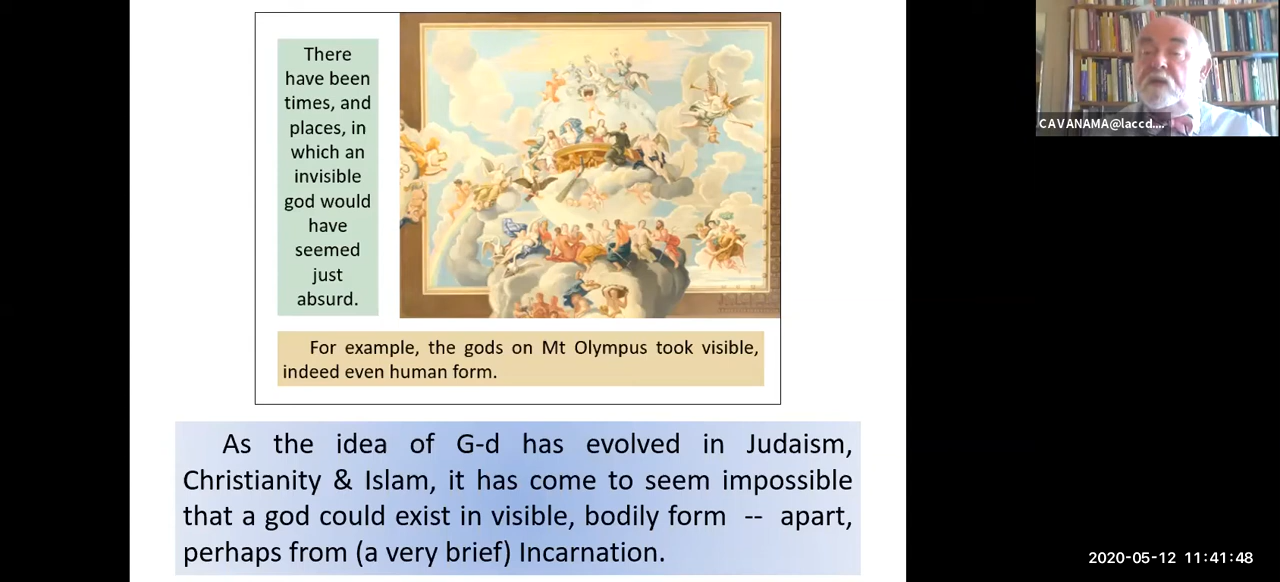 There
have been
times, and
places, in
which an
invisible
god would
have
seemed
just
absurd.
For example, the gods on Mt Olympus took visible,
indeed even human form.
As the idea of G-d has evolved in Judaism,
Christianity & Islam, it has come to seem impossible
that a god could exist in visible, bodily form -- apart,
perhaps from (a very brief) Incarnation.
CAVANAMA@laccd....
2020-05-12 11:41:48